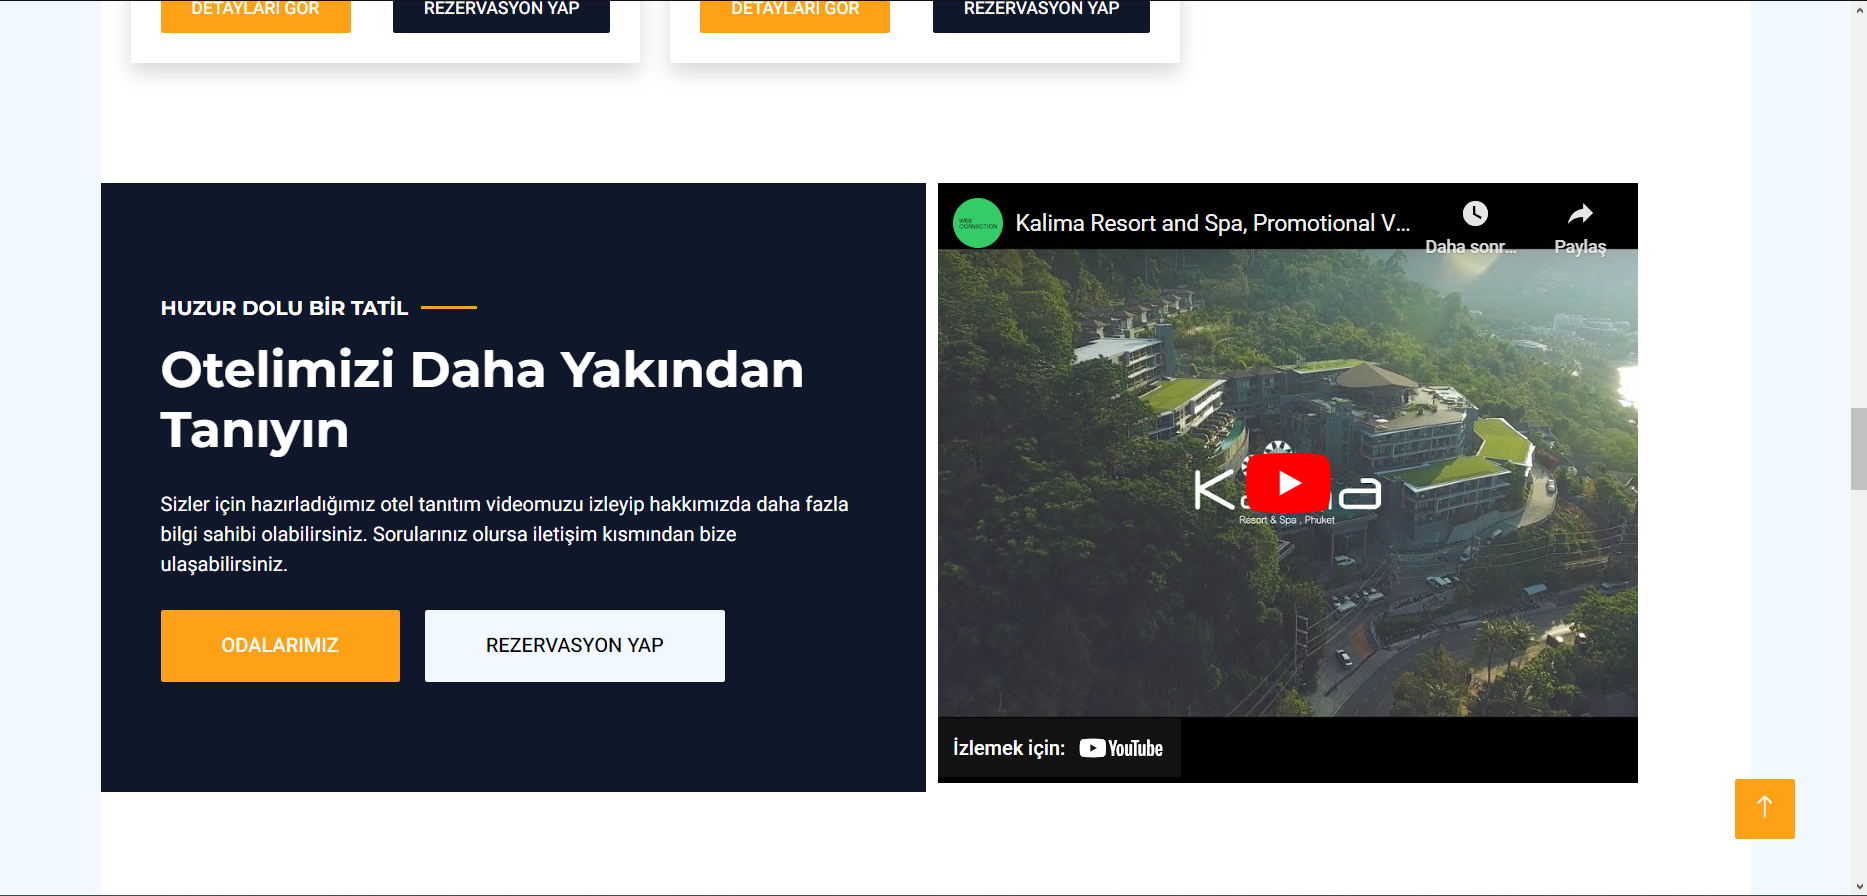 DETAYLARI GÖR
REZERVASYON YAP
DETAYLARI GÖR
REZERVASYON YAP
HUZUR DOLU BİR TATİL
Otelimizi Daha Yakından
Tanıyın
Sizler için hazırladığımız otel tanıtım videomuzu izleyip hakkımızda daha fazla
bilgi sahibi olabilirsiniz. Sorularınız olursa iletişim kısmından bize
ulaşabilirsiniz.
ODALARIMIZ
REZERVASYON YAP
WEB
CONNECTION
Kalima Resort and Spa, Promotional V...
Daha sonr...
Paylaş
Resort & Spa , Phuket
İzlemek için:
YouTube